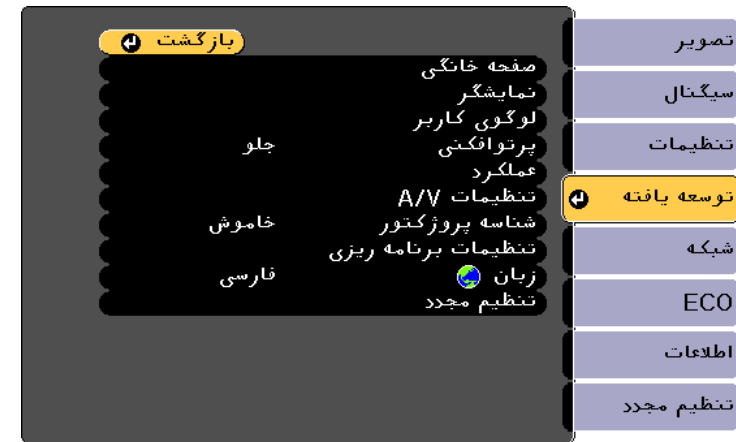 تصویر
سیگنال
تنظیمات
توسعه یافته
شبکه
ECO
اطلاعات
تنظیم مجدد
بازگشت
صفحه خانگی
نمایشگر
لوگوی کاربر
پرتوافکنی جلو
عملکرد
تنظیمات A/V
شناسه پروژکتور خاموش
تنظیمات برنامه ریزی
زبان فارسی
تنظیم مجدد